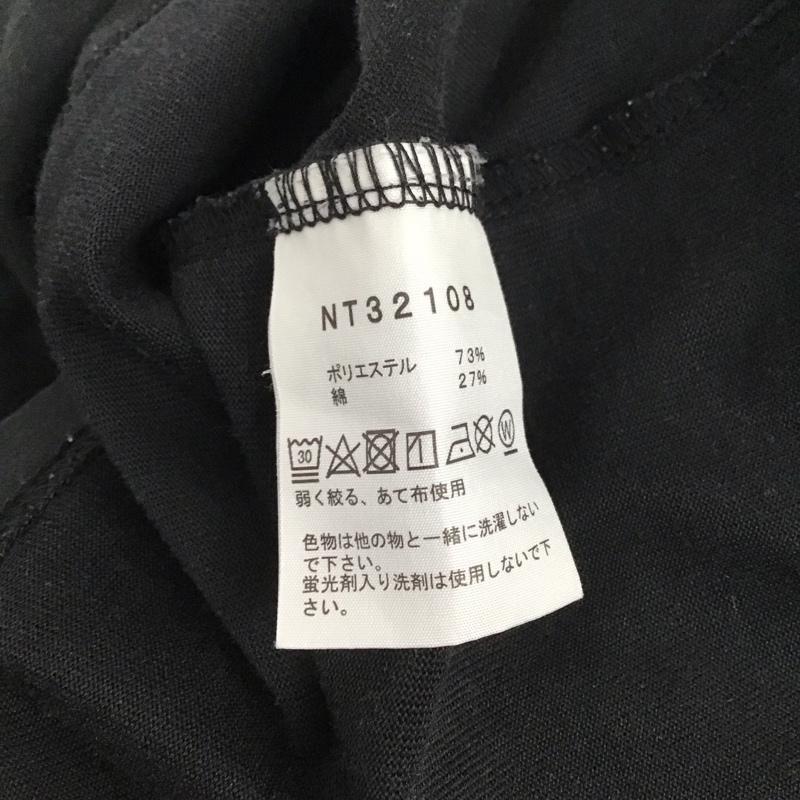 NT32108
ポリエステル 73%
綿 27%
30 W
弱く絞る、あて布使用
色物は他の物と一緒に洗濯しない
で下さい。
蛍光剤入り洗剤は使用しないで下
さい。